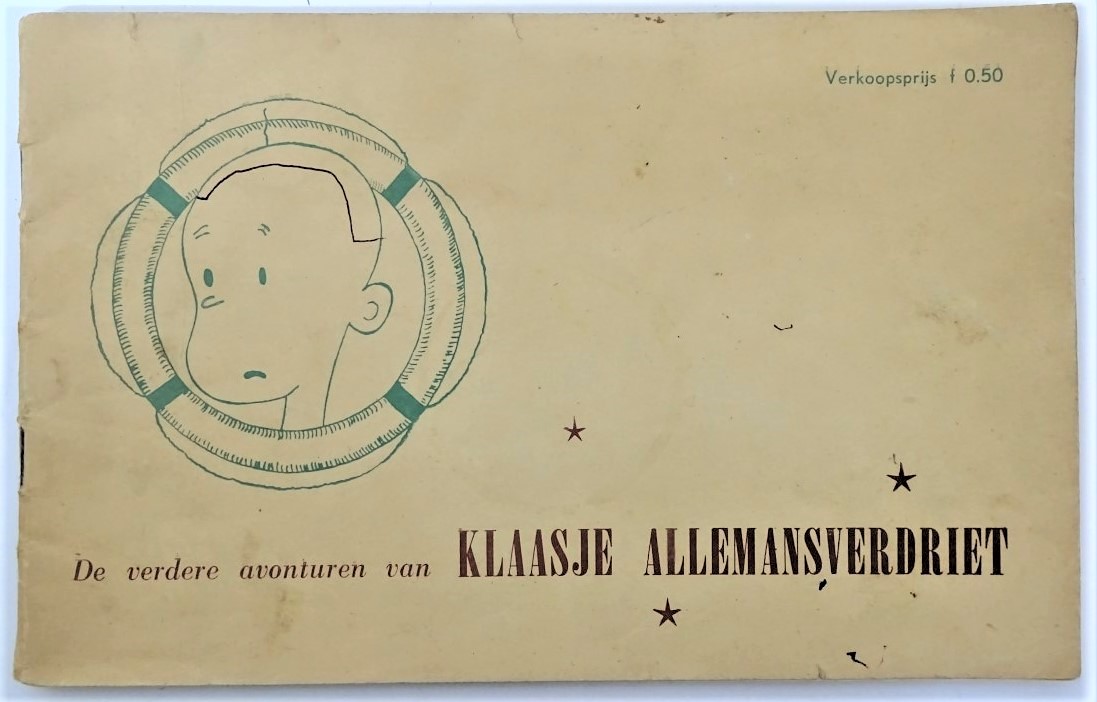 Verkoopsprijs f 0.50
De verdere avonturen van KLAASJE ALLEMANSVERDRIET